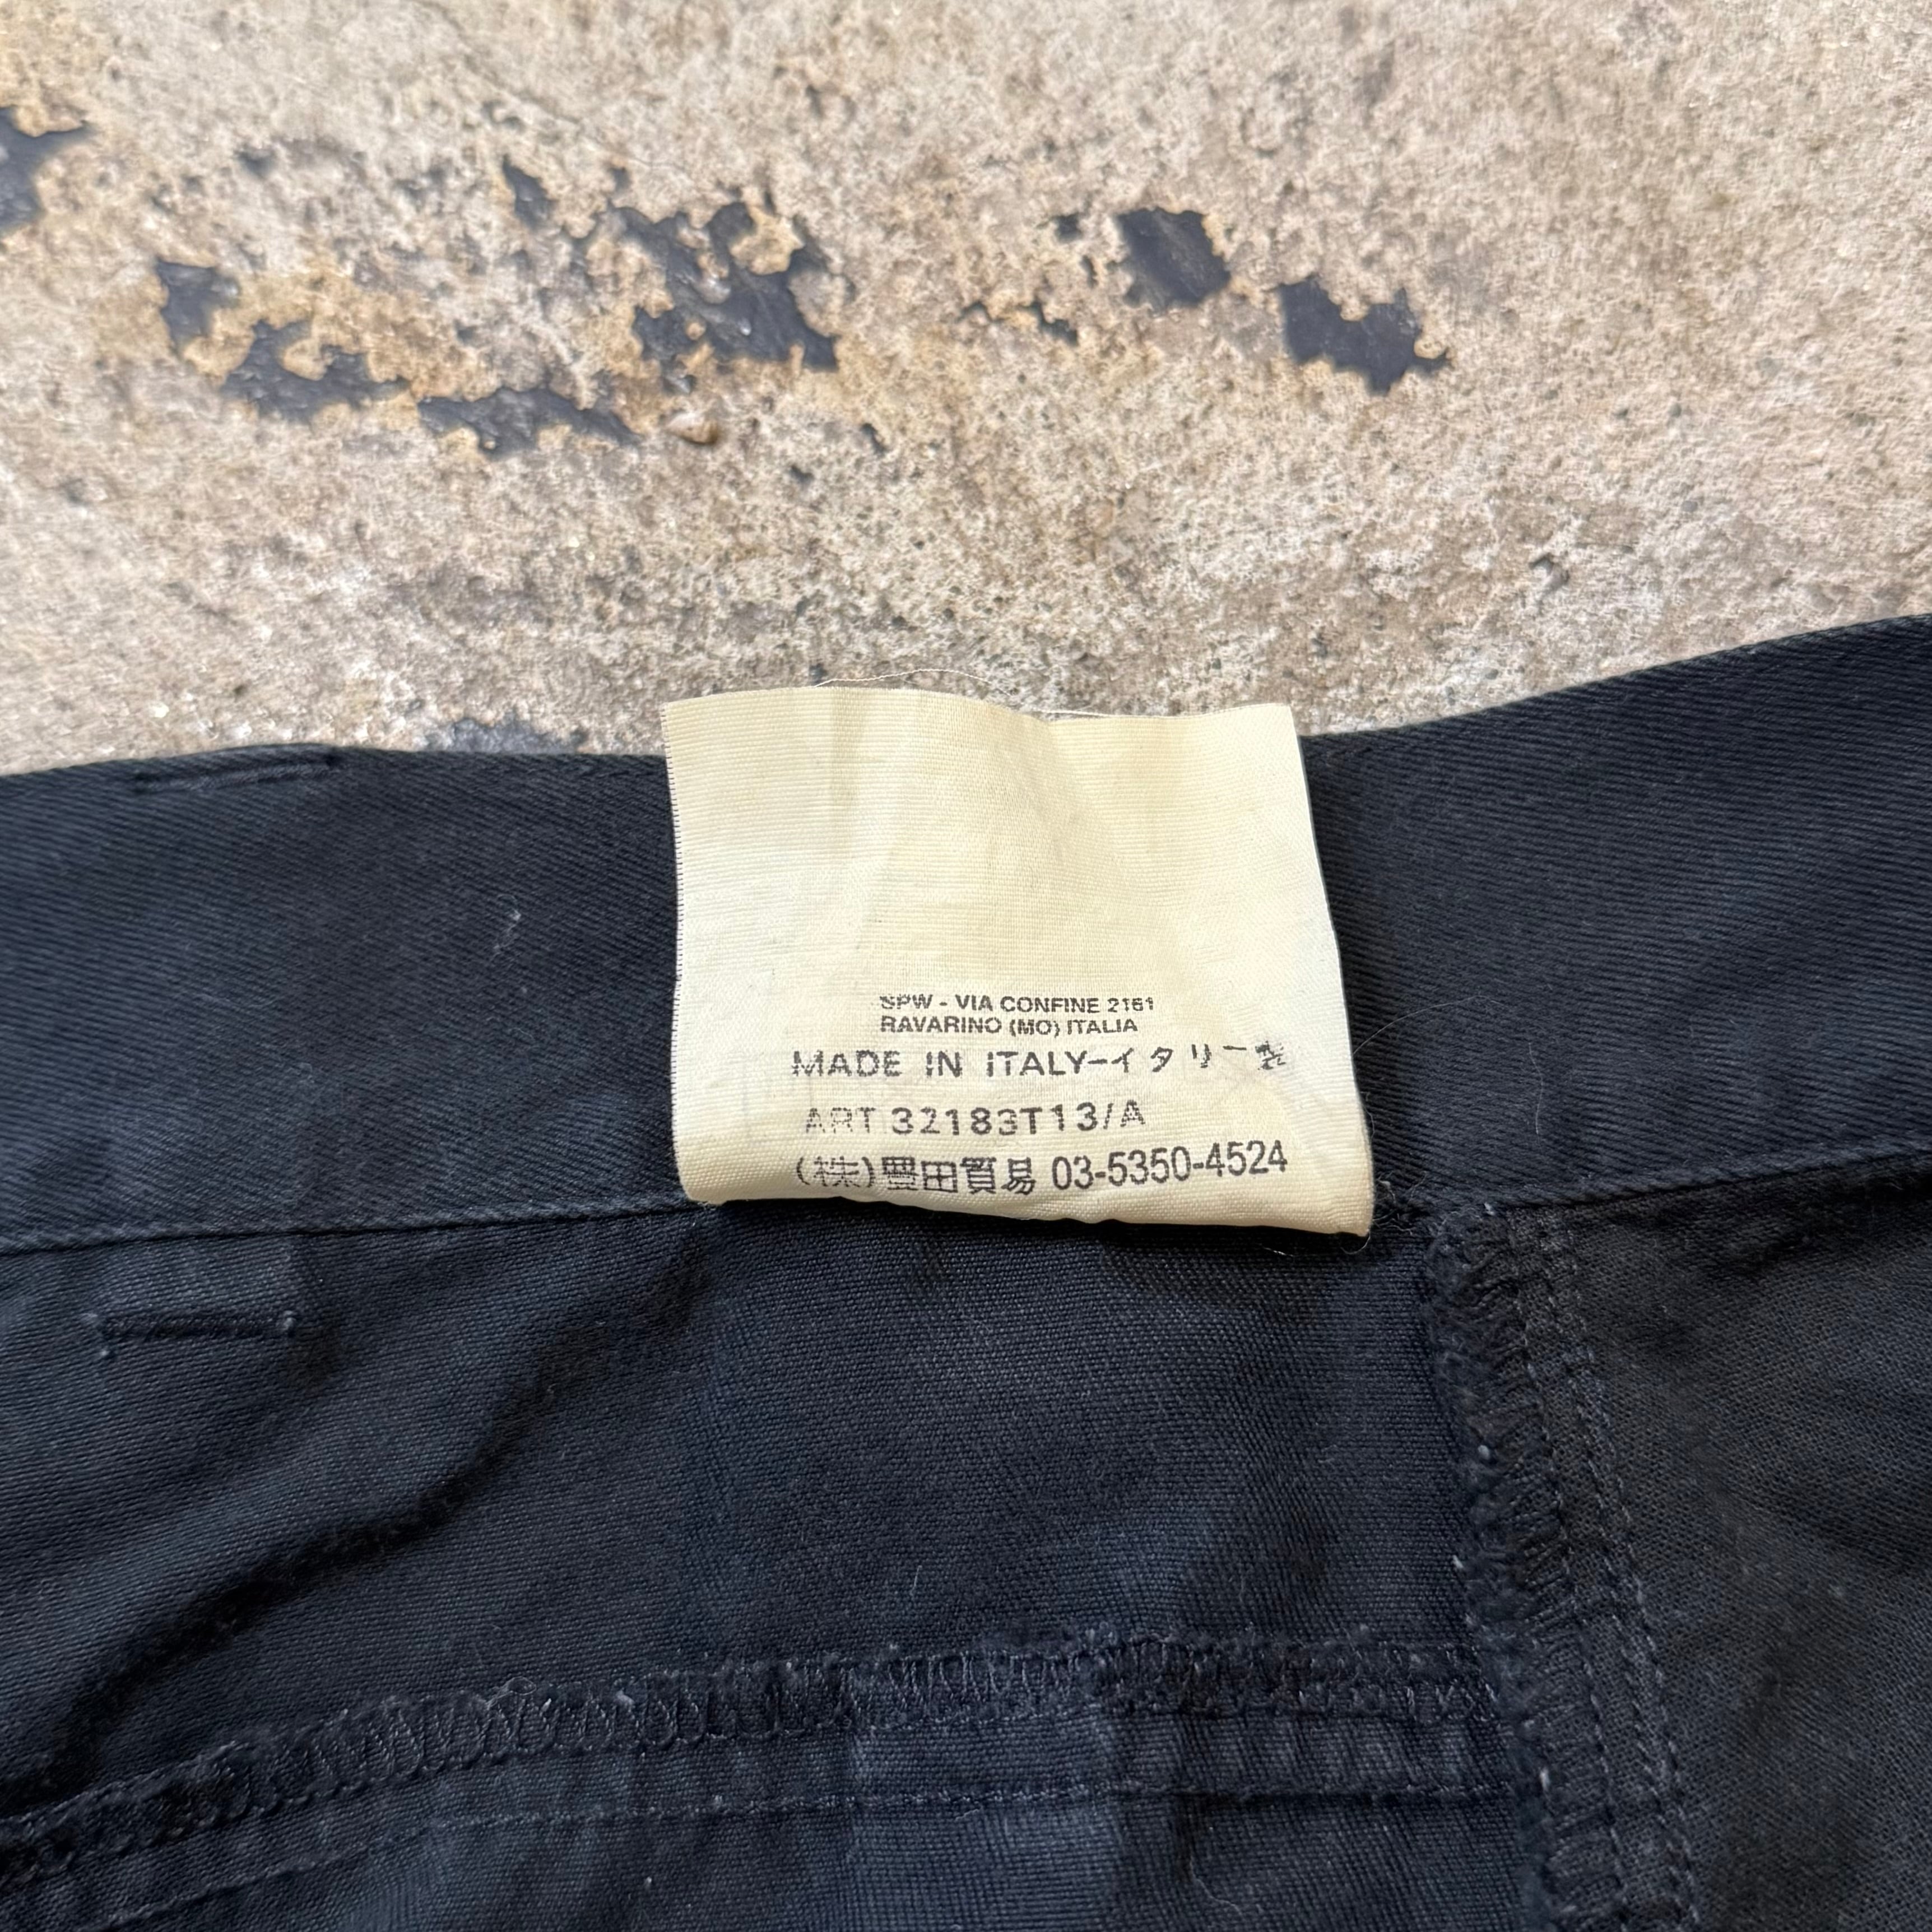 SPW - VIA CONFINE 2161
RAVARINO (MO) ITALIA
MADE IN ITALY-イタリー製
ART 32183T13/A
(株)豊田貿易 03-5350-4524